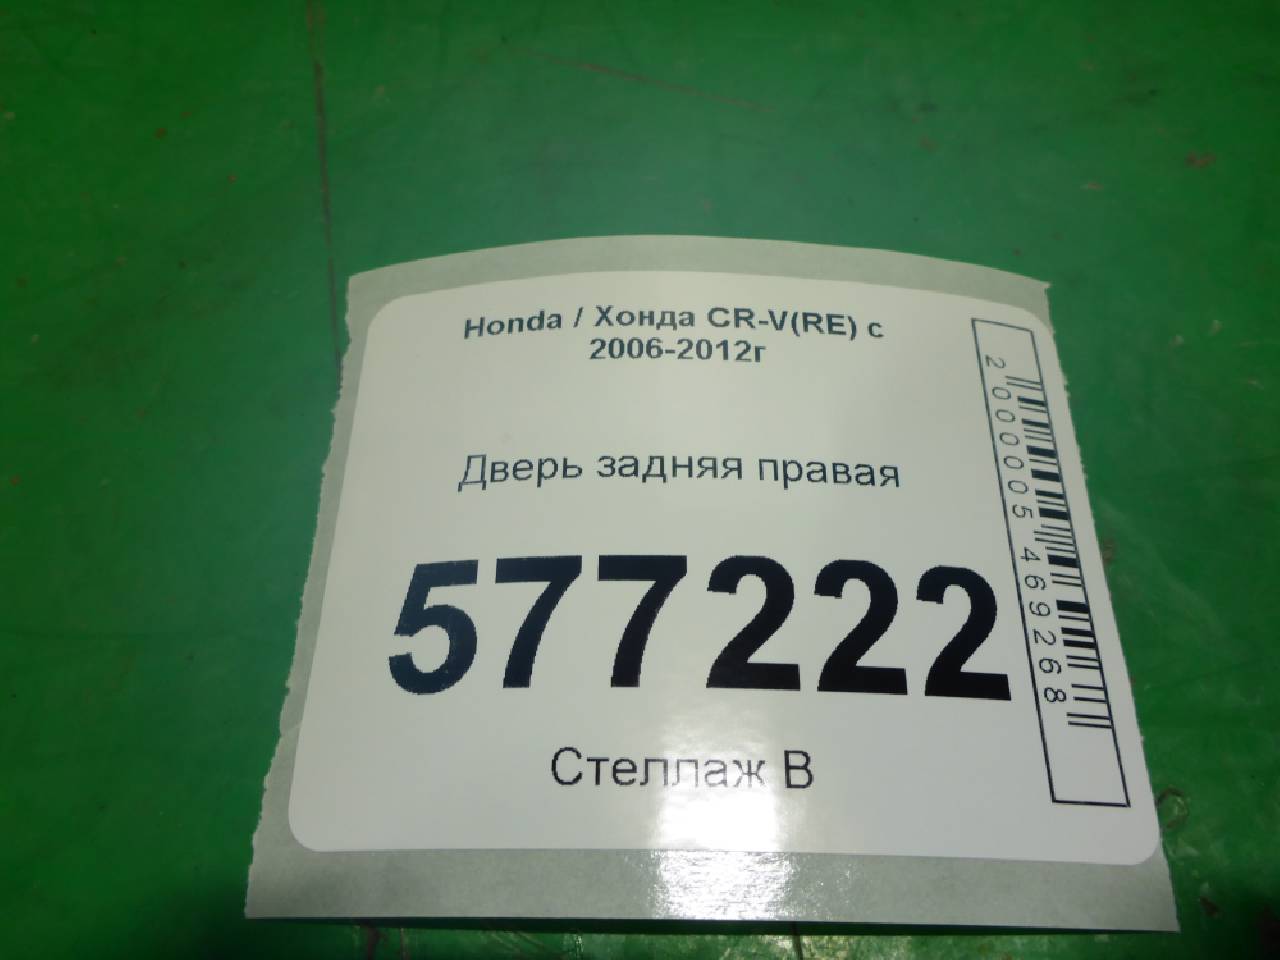 Honda / Хонда CR-V(RE) с
2006-2012г
Дверь задняя правая
577222
Стеллаж В
2000005469268